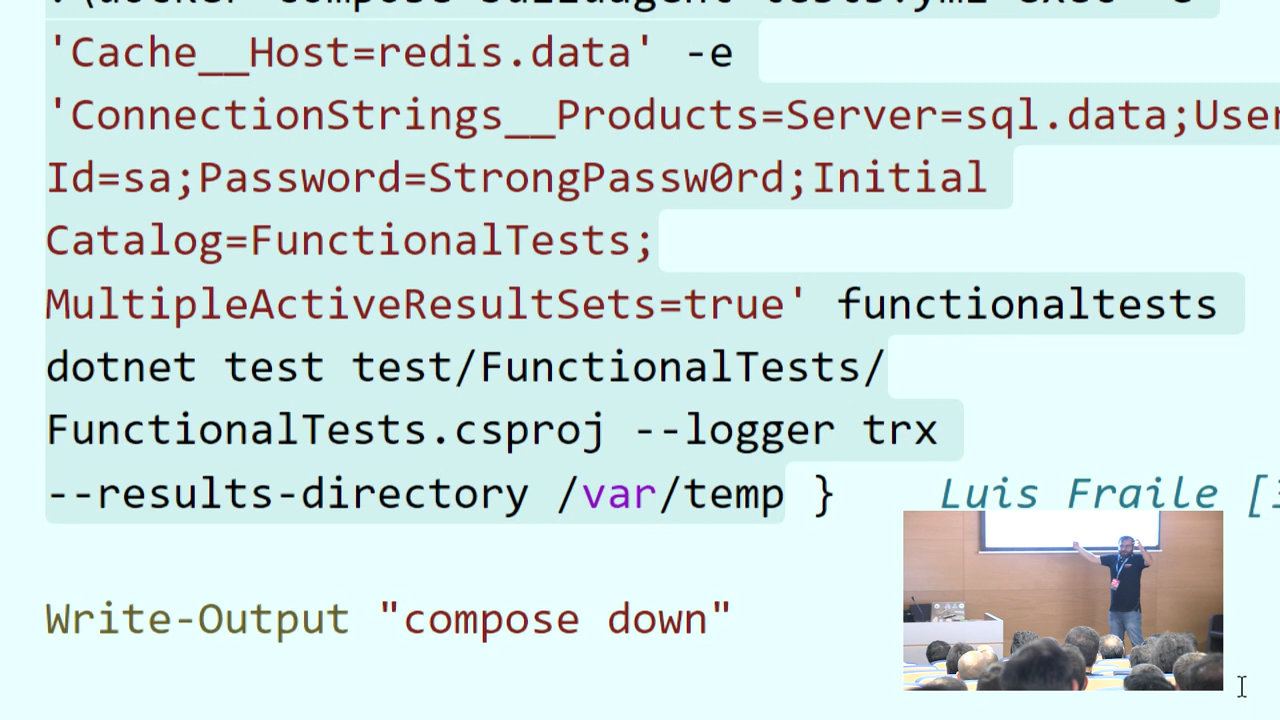 'Cache__Host=redis.data' -e
'ConnectionStrings__Products=Server=sql.data;User
Id=sa;Password=StrongPassw0rd;Initial
Catalog=FunctionalTests;
MultipleActiveResultSets=true' functionaltests
dotnet test test/FunctionalTests/
FunctionalTests.csproj --logger trx
--results-directory /var/temp } Luis Fraile [
Write-Output "compose down"